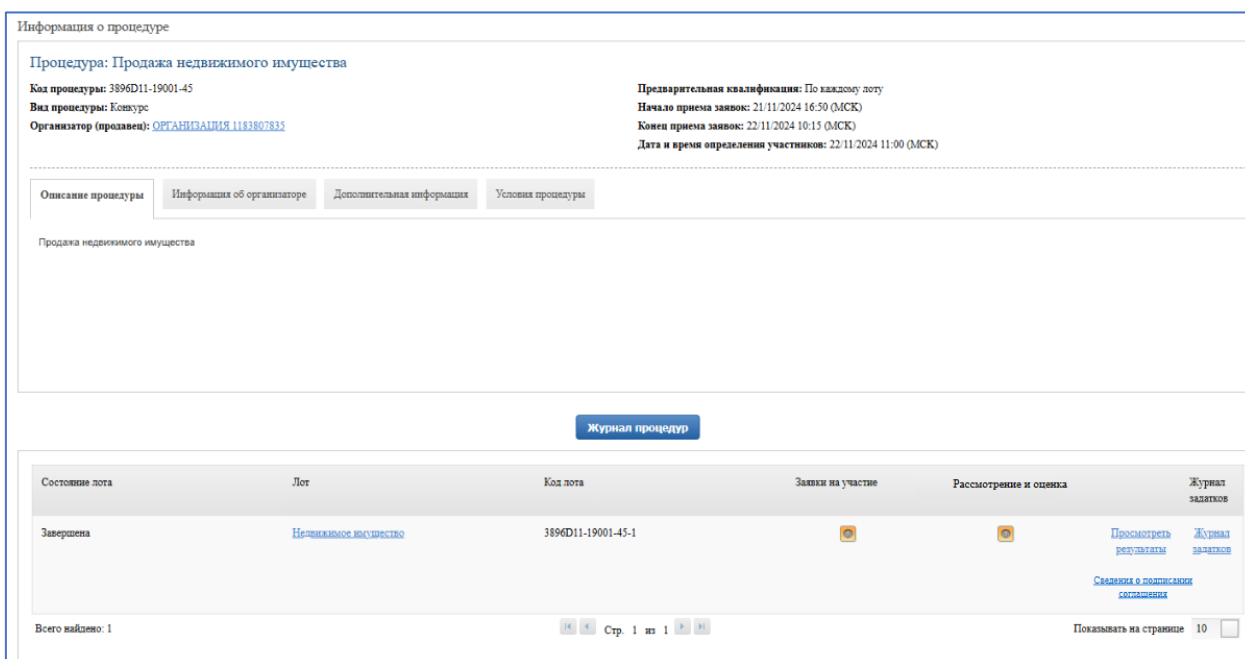 Информация о процедуре
Процедура: Продажа недвижимого имущества
Код процедуры: 3896D11-19001-45
Вид процедуры: Конкурс
Организатор (продавец): ОРГАНИЗАЦИЯ 1183807835
Предварительная квалификация: По каждому лоту
Начало приема заявок: 21/11/2024 16:50 (МСК)
Конец приема заявок: 22/11/2024 10:15 (МСК)
Дата и время определения участников: 22/11/2024 11:00 (МСК)
Описание процедуры Информация об организаторе Дополнительная информация Условия процедуры
Продажа недвижимого имущества
Журнал процедур
Состояние лота Лот Код лота Заявки на участие Рассмотрение и оценка Журнал
задатков
Завершена Недвижимое имущество 3896D11-19001-45-1 Просмотреть Журнал
результаты задатков
Сведения о подписании
соглашения
Всего найдено: 1 Стр. 1 из 1 Показывать на странице 10